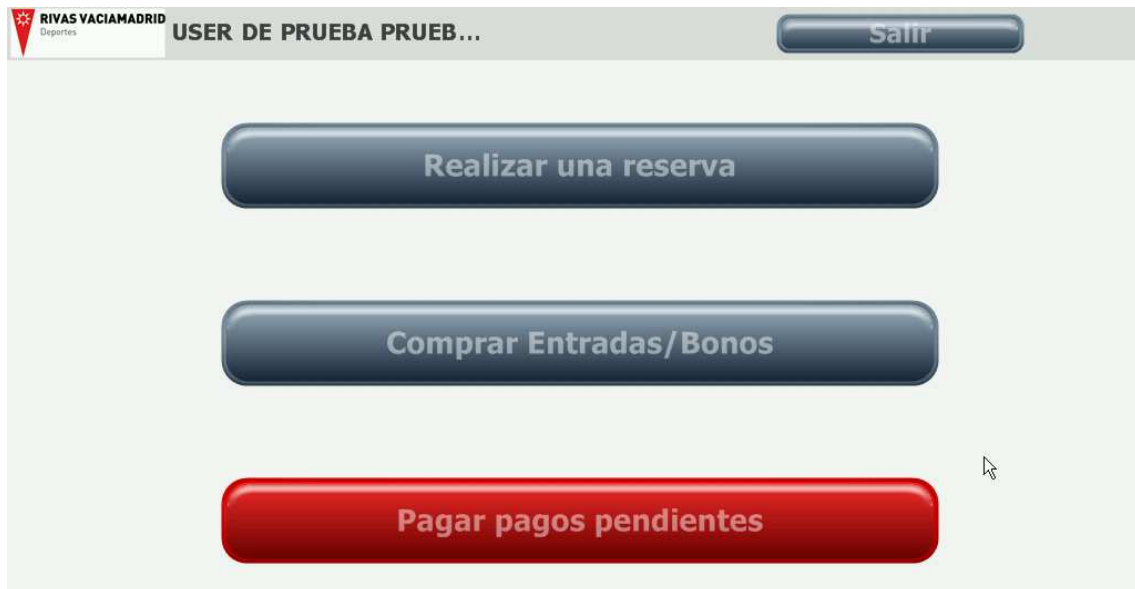 RIVAS VACIAMADRID
Deportes
USER DE PRUEBA PRUEB...
Salir
Realizar una reserva
Comprar Entradas/Bonos
Pagar pagos pendientes